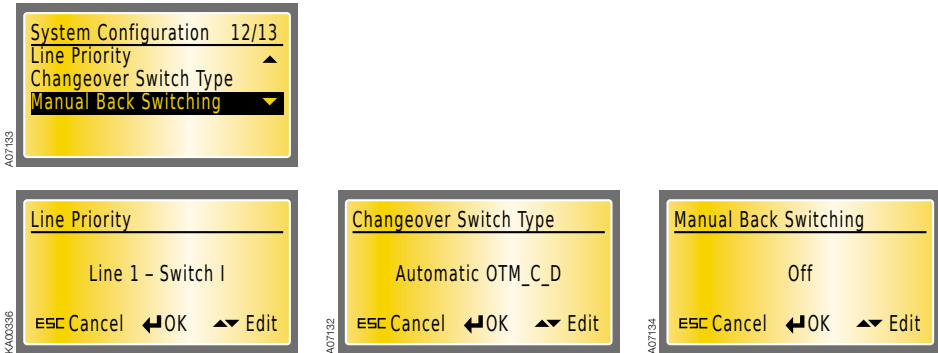 System Configuration 12/13
Line Priority
Changeover Switch Type
Manual Back Switching
A07133
Line Priority
Line 1 – Switch I
ESC Cancel OK Edit
KA00336
Changeover Switch Type
Automatic OTM_C_D
ESC Cancel OK Edit
A07132
Manual Back Switching
Off
ESC Cancel OK Edit
A07134